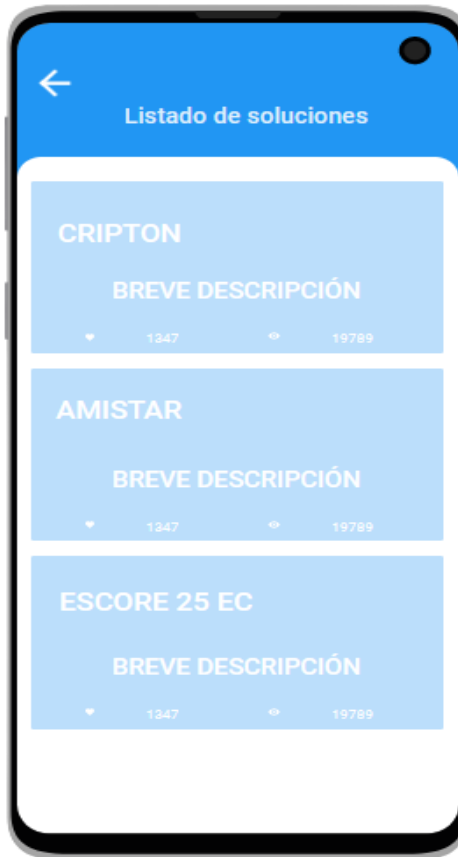 Listado de soluciones
CRIPTON
BREVE DESCRIPCIÓN
1347 19789
AMISTAR
BREVE DESCRIPCIÓN
1347 19789
ESCORE 25 EC
BREVE DESCRIPCIÓN
1347 19789